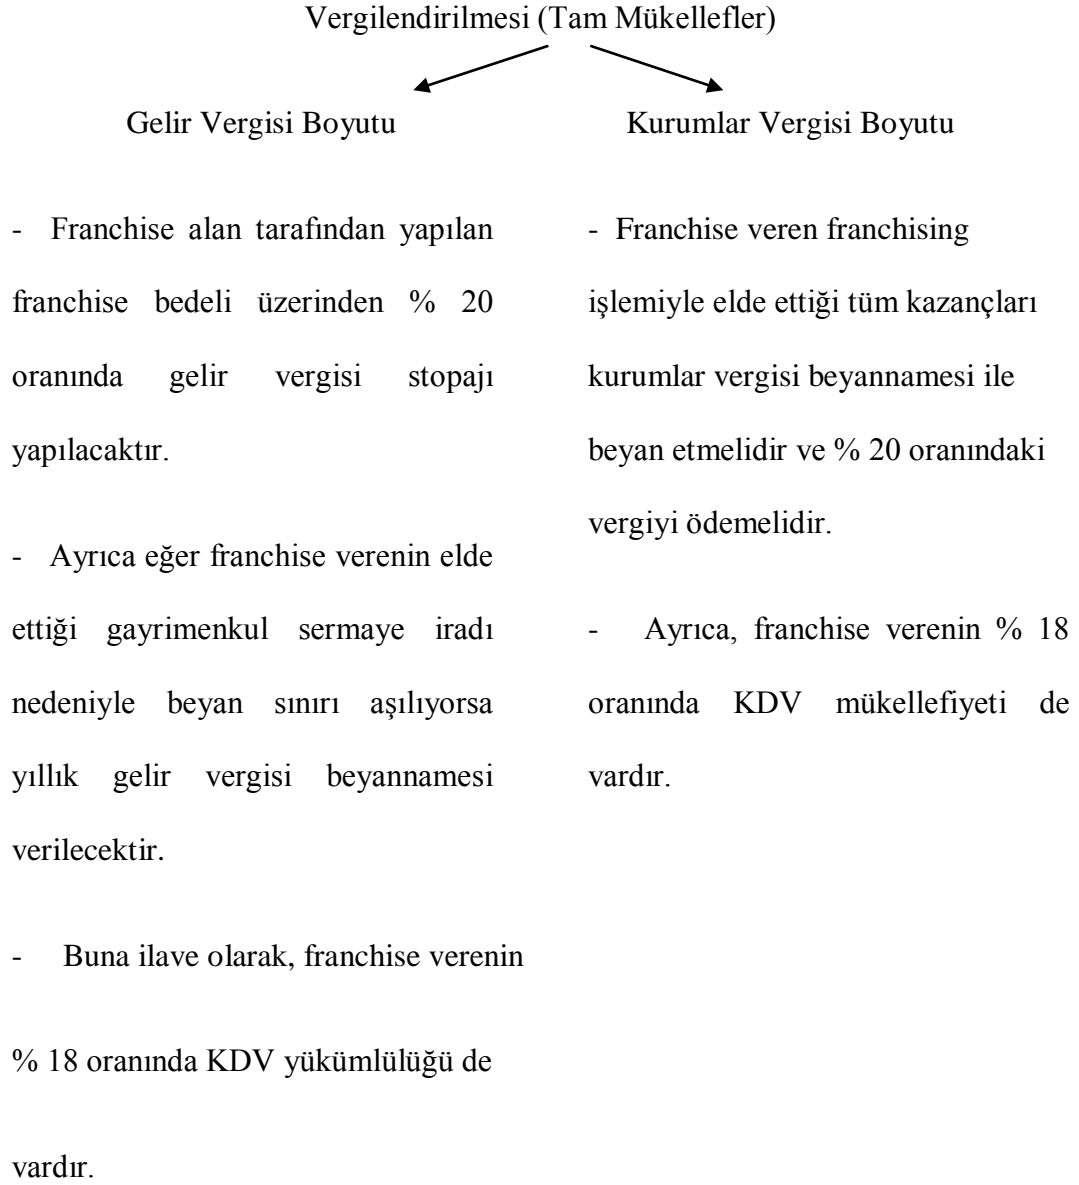 Vergilendirilmesi (Tam Mükellefler)
Gelir Vergisi Boyutu
- Franchise alan tarafından yapılan
franchise bedeli üzerinden % 20
oranında gelir vergisi stopajı
yapılacaktır.
- Ayrıca eğer franchise verenin elde
ettiği gayrimenkul sermaye iradı
nedeniyle beyan sınırı aşılıyorsa
yıllık gelir vergisi beyannamesi
verilecektir.
- Buna ilave olarak, franchise verenin
% 18 oranında KDV yükümlülüğü de
vardır.
Kurumlar Vergisi Boyutu
- Franchise veren franchising
işlemiyle elde ettiği tüm kazançları
kurumlar vergisi beyannamesi ile
beyan etmelidir ve % 20 oranındaki
vergiyi ödemelidir.
- Ayrıca, franchise verenin % 18
oranında KDV mükellefiyeti de
vardır.